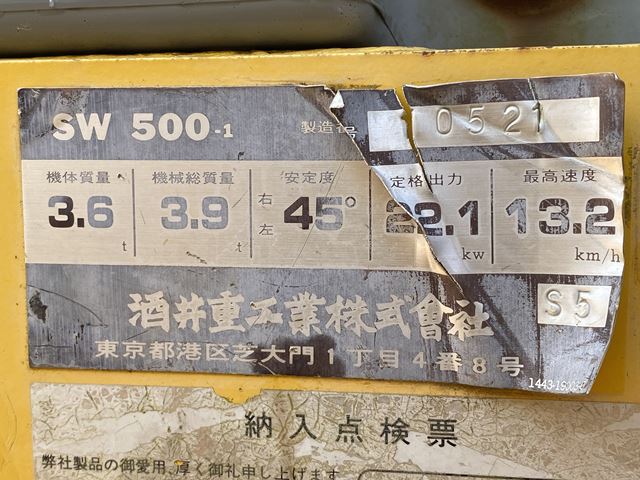 SW 500-1 製造番号 10521
機体質量 機械総質量 安定度 定格出力 最高速度
3.6 t 3.9 t 右左 45° 22.1 kw 13.2 km/h
酒井重工業株式會社 S5
東京都港区芝大門1丁目4番8号
納入点検票
弊社製品の御愛用、厚く御礼申し上げます